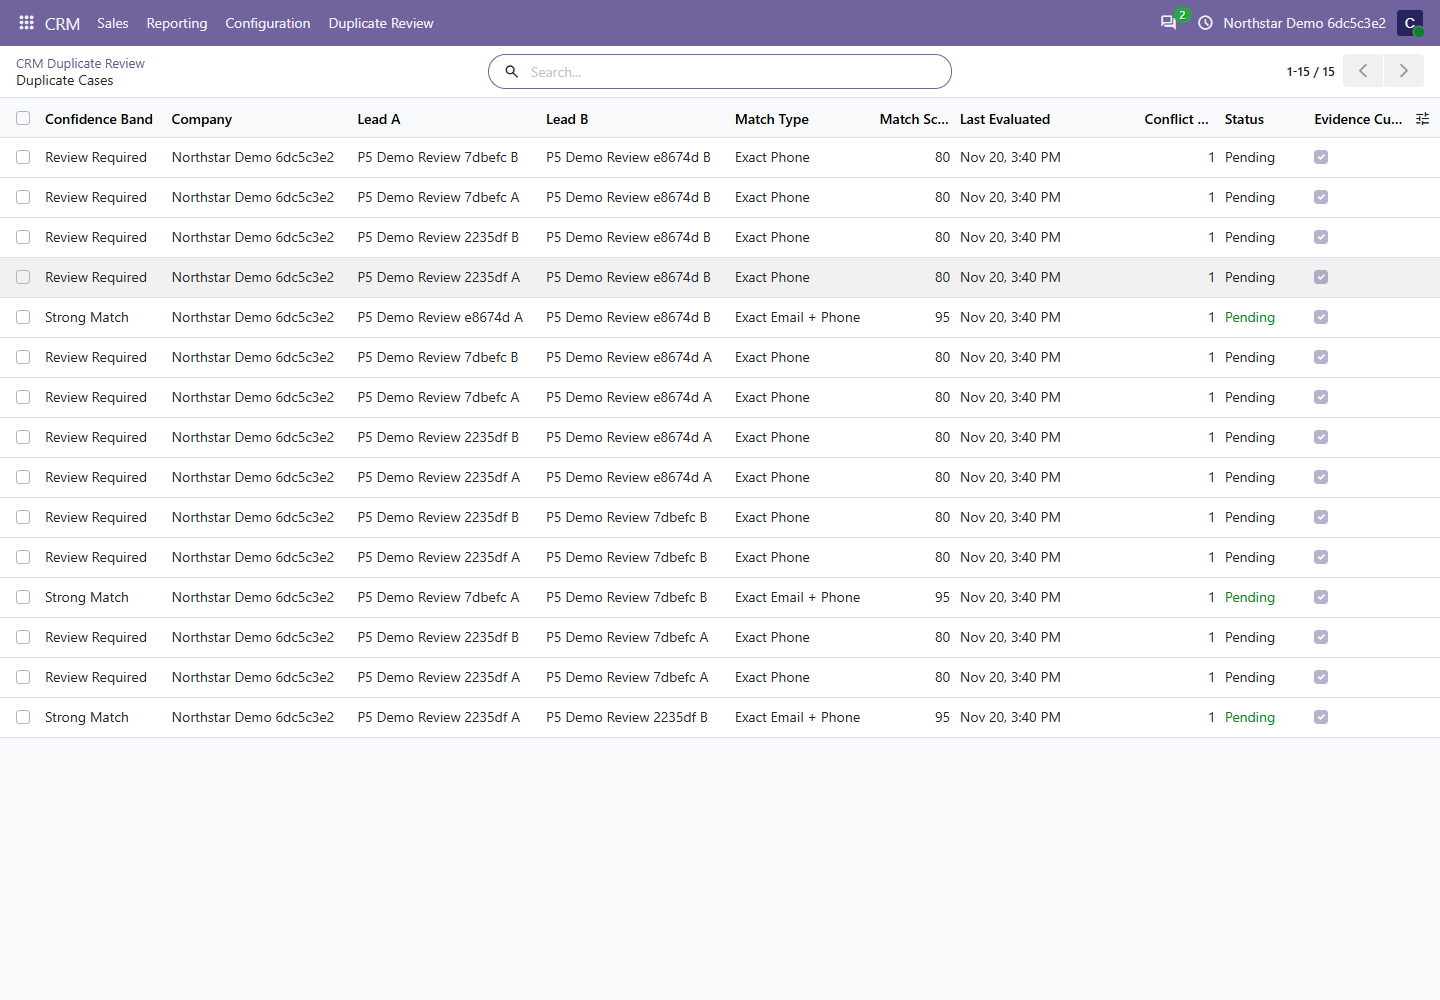 CRM Sales Reporting Configuration Duplicate Review 2 Northstar Demo 6dc5c3e2 C
CRM Duplicate Review
Duplicate Cases
Search...
1-15 / 15
Confidence Band Company Lead A Lead B Match Type Match Sc... Last Evaluated Conflict ... Status Evidence Cu...
Review Required Northstar Demo 6dc5c3e2 P5 Demo Review 7dbefc B P5 Demo Review e8674d B Exact Phone 80 Nov 20, 3:40 PM 1 Pending
Review Required Northstar Demo 6dc5c3e2 P5 Demo Review 7dbefc A P5 Demo Review e8674d B Exact Phone 80 Nov 20, 3:40 PM 1 Pending
Review Required Northstar Demo 6dc5c3e2 P5 Demo Review 2235df B P5 Demo Review e8674d B Exact Phone 80 Nov 20, 3:40 PM 1 Pending
Review Required Northstar Demo 6dc5c3e2 P5 Demo Review 2235df A P5 Demo Review e8674d B Exact Phone 80 Nov 20, 3:40 PM 1 Pending
Strong Match Northstar Demo 6dc5c3e2 P5 Demo Review e8674d A P5 Demo Review e8674d B Exact Email + Phone 95 Nov 20, 3:40 PM 1 Pending
Review Required Northstar Demo 6dc5c3e2 P5 Demo Review 7dbefc B P5 Demo Review e8674d A Exact Phone 80 Nov 20, 3:40 PM 1 Pending
Review Required Northstar Demo 6dc5c3e2 P5 Demo Review 7dbefc A P5 Demo Review e8674d A Exact Phone 80 Nov 20, 3:40 PM 1 Pending
Review Required Northstar Demo 6dc5c3e2 P5 Demo Review 2235df B P5 Demo Review e8674d A Exact Phone 80 Nov 20, 3:40 PM 1 Pending
Review Required Northstar Demo 6dc5c3e2 P5 Demo Review 2235df A P5 Demo Review e8674d A Exact Phone 80 Nov 20, 3:40 PM 1 Pending
Review Required Northstar Demo 6dc5c3e2 P5 Demo Review 2235df B P5 Demo Review 7dbefc B Exact Phone 80 Nov 20, 3:40 PM 1 Pending
Review Required Northstar Demo 6dc5c3e2 P5 Demo Review 2235df A P5 Demo Review 7dbefc B Exact Phone 80 Nov 20, 3:40 PM 1 Pending
Strong Match Northstar Demo 6dc5c3e2 P5 Demo Review 7dbefc A P5 Demo Review 7dbefc B Exact Email + Phone 95 Nov 20, 3:40 PM 1 Pending
Review Required Northstar Demo 6dc5c3e2 P5 Demo Review 2235df B P5 Demo Review 7dbefc A Exact Phone 80 Nov 20, 3:40 PM 1 Pending
Review Required Northstar Demo 6dc5c3e2 P5 Demo Review 2235df A P5 Demo Review 7dbefc A Exact Phone 80 Nov 20, 3:40 PM 1 Pending
Strong Match Northstar Demo 6dc5c3e2 P5 Demo Review 2235df A P5 Demo Review 2235df B Exact Email + Phone 95 Nov 20, 3:40 PM 1 Pending